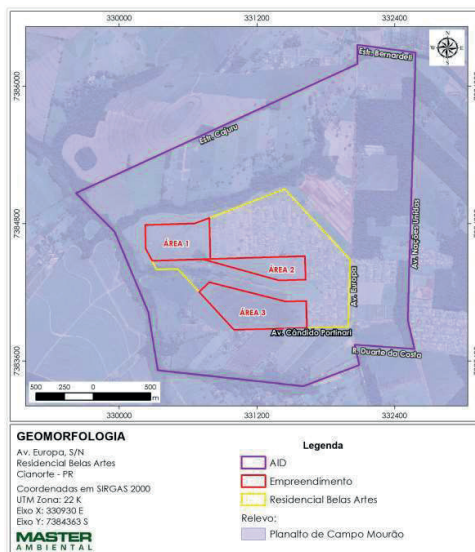 330000 331200 332400
Estr. Bernardeli
7386000
Estr. Cajuru
Av. Nações Unidas
7384800
ÁREA 1
ÁREA 2
Av. Europa
ÁREA 3
Av. Cândido Portinari
R. Duarte da Costa
7383600
500 250 0 500
m
330000 331200 332400
GEOMORFOLOGIA
Av. Europa, S/N
Residencial Belas Artes
Cianorte - PR
Coordenadas em SIRGAS 2000
UTM Zona: 22 K
Eixo X: 330930 E
Eixo Y: 7384363 S
MASTER
AMBIENTAL
Legenda
AID
Empreendimento
Residencial Belas Artes
Relevo:
Planalto de Campo Mourão